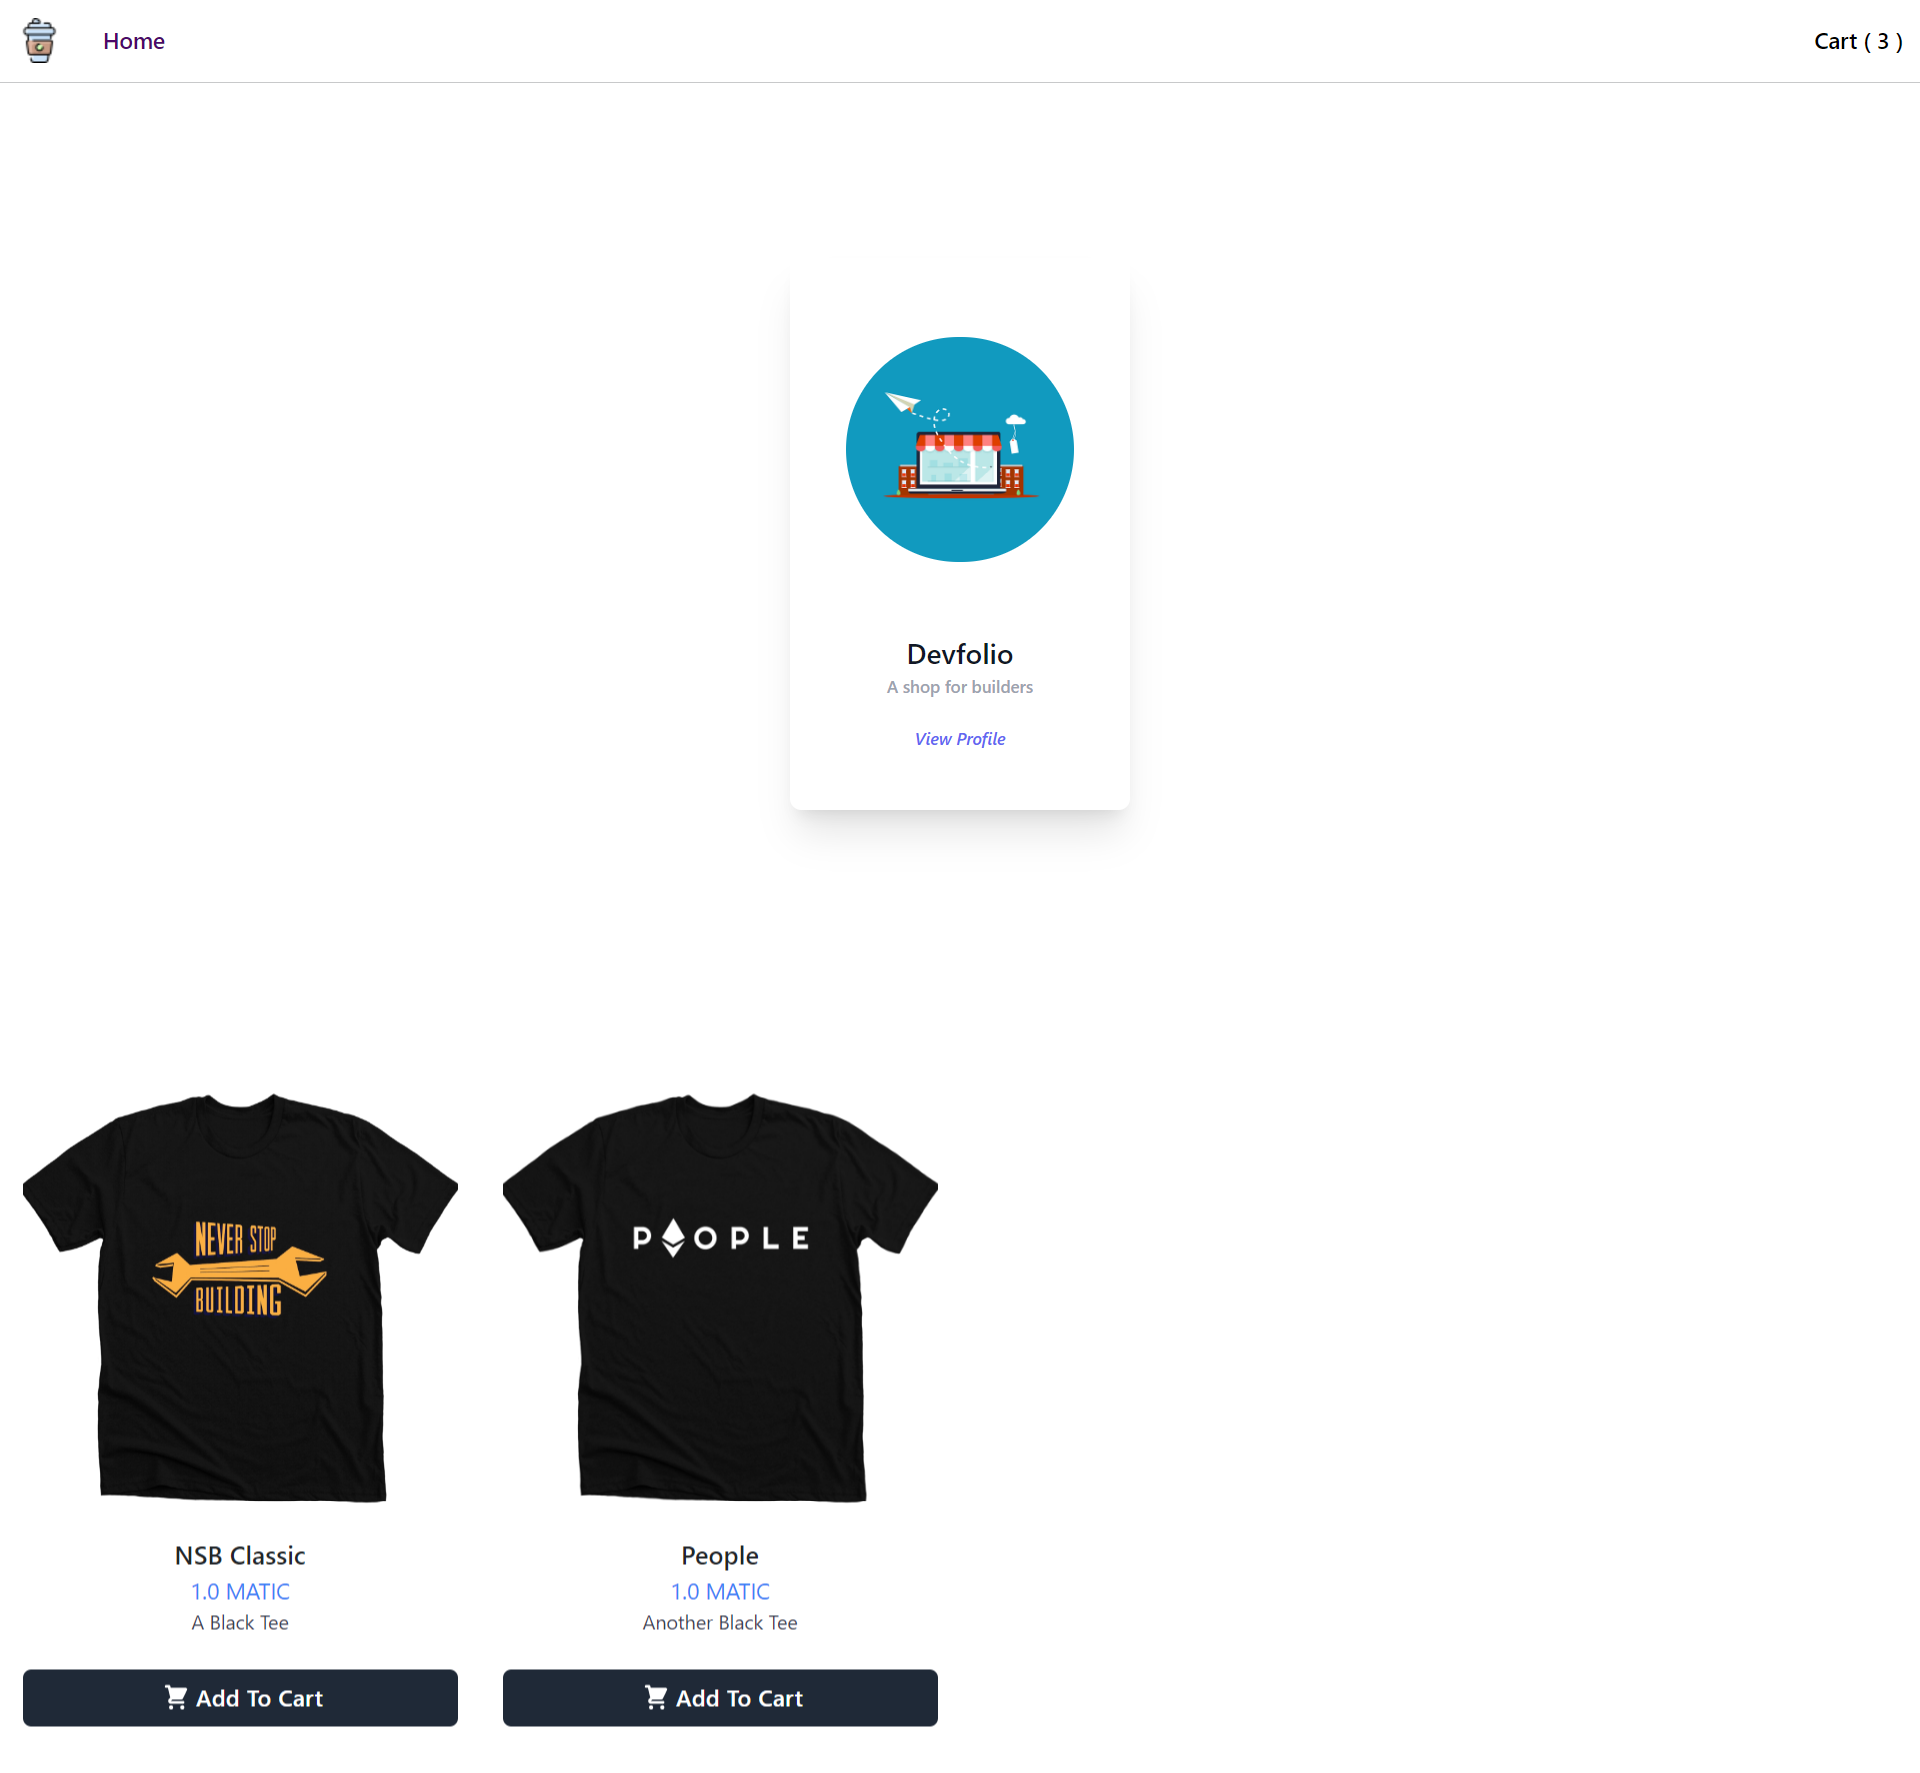 Home
Cart ( 3 )
Devfolio
A shop for builders
View Profile
NEVER STOP
BUILDING
P OPLE
NSB Classic
1.0 MATIC
A Black Tee
Add To Cart
People
1.0 MATIC
Another Black Tee
Add To Cart